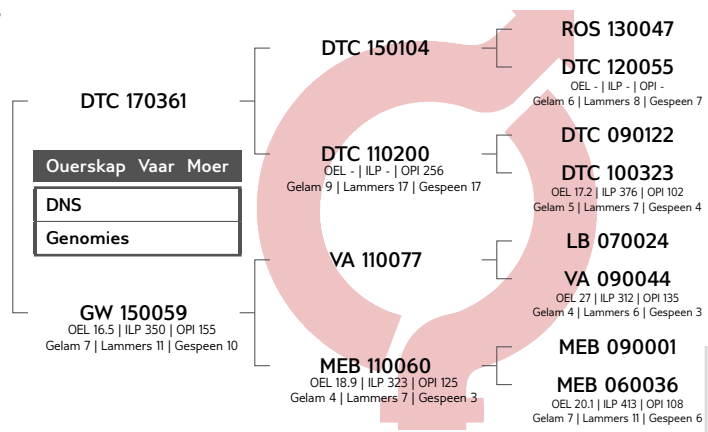 ROS 130047
DTC 150104
DTC 120055
OEL - | ILP - | OPI -
Gelam 6 | Lammers 8 | Gespeen 7
DTC 170361
DTC 090122
DTC 110200
OEL - | ILP - | OPI 256
Gelam 9 | Lammers 17 | Gespeen 17
DTC 100323
OEL 17.2 | ILP 376 | OPI 102
Gelam 5 | Lammers 7 | Gespeen 4
Ouerskap Vaar Moer
DNS
Genomies
LB 070024
VA 110077
VA 090044
OEL 27 | ILP 312 | OPI 135
Gelam 4 | Lammers 6 | Gespeen 3
GW 150059
OEL 16.5 | ILP 350 | OPI 155
Gelam 7 | Lammers 11 | Gespeen 10
MEB 090001
MEB 110060
OEL 18.9 | ILP 323 | OPI 125
Gelam 4 | Lammers 7 | Gespeen 3
MEB 060036
OEL 20.1 | ILP 413 | OPI 108
Gelam 7 | Lammers 11 | Gespeen 6